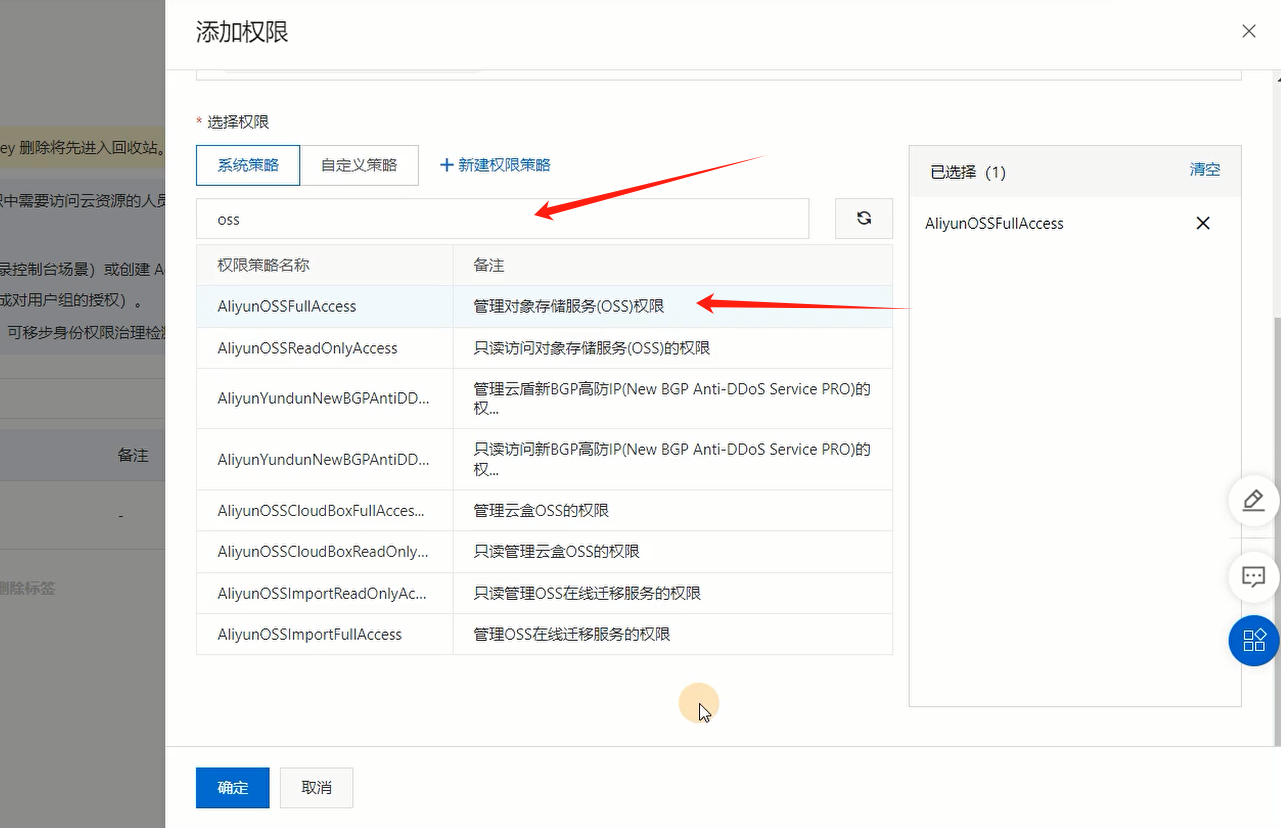 添加权限
ey 删除将先进入回收站。
* 选择权限
系统策略 自定义策略 + 新建权限策略
已选择 (1) 清空
中需要访问云资源的人员
oss
AliyunOSSFullAccess
权限策略名称 备注
录控制台场景）或创建 A
AliyunOSSFullAccess 管理对象存储服务(OSS)权限
成对用户组的授权）。
可移步身份权限治理检测
AliyunOSSReadOnlyAccess 只读访问对象存储服务(OSS)的权限
AliyunYundunNewBGPAntiDD... 管理云盾新BGP高防IP(New BGP Anti-DDoS Service PRO)的
权...
备注
AliyunYundunNewBGPAntiDD... 只读访问新BGP高防IP(New BGP Anti-DDoS Service PRO)的
权...
AliyunOSSCloudBoxFullAcces... 管理云盒OSS的权限
-
AliyunOSSCloudBoxReadOnly... 只读管理云盒OSS的权限
删除标签
AliyunOSSImportReadOnlyAc... 只读管理OSS在线迁移服务的权限
AliyunOSSImportFullAccess 管理OSS在线迁移服务的权限
确定 取消